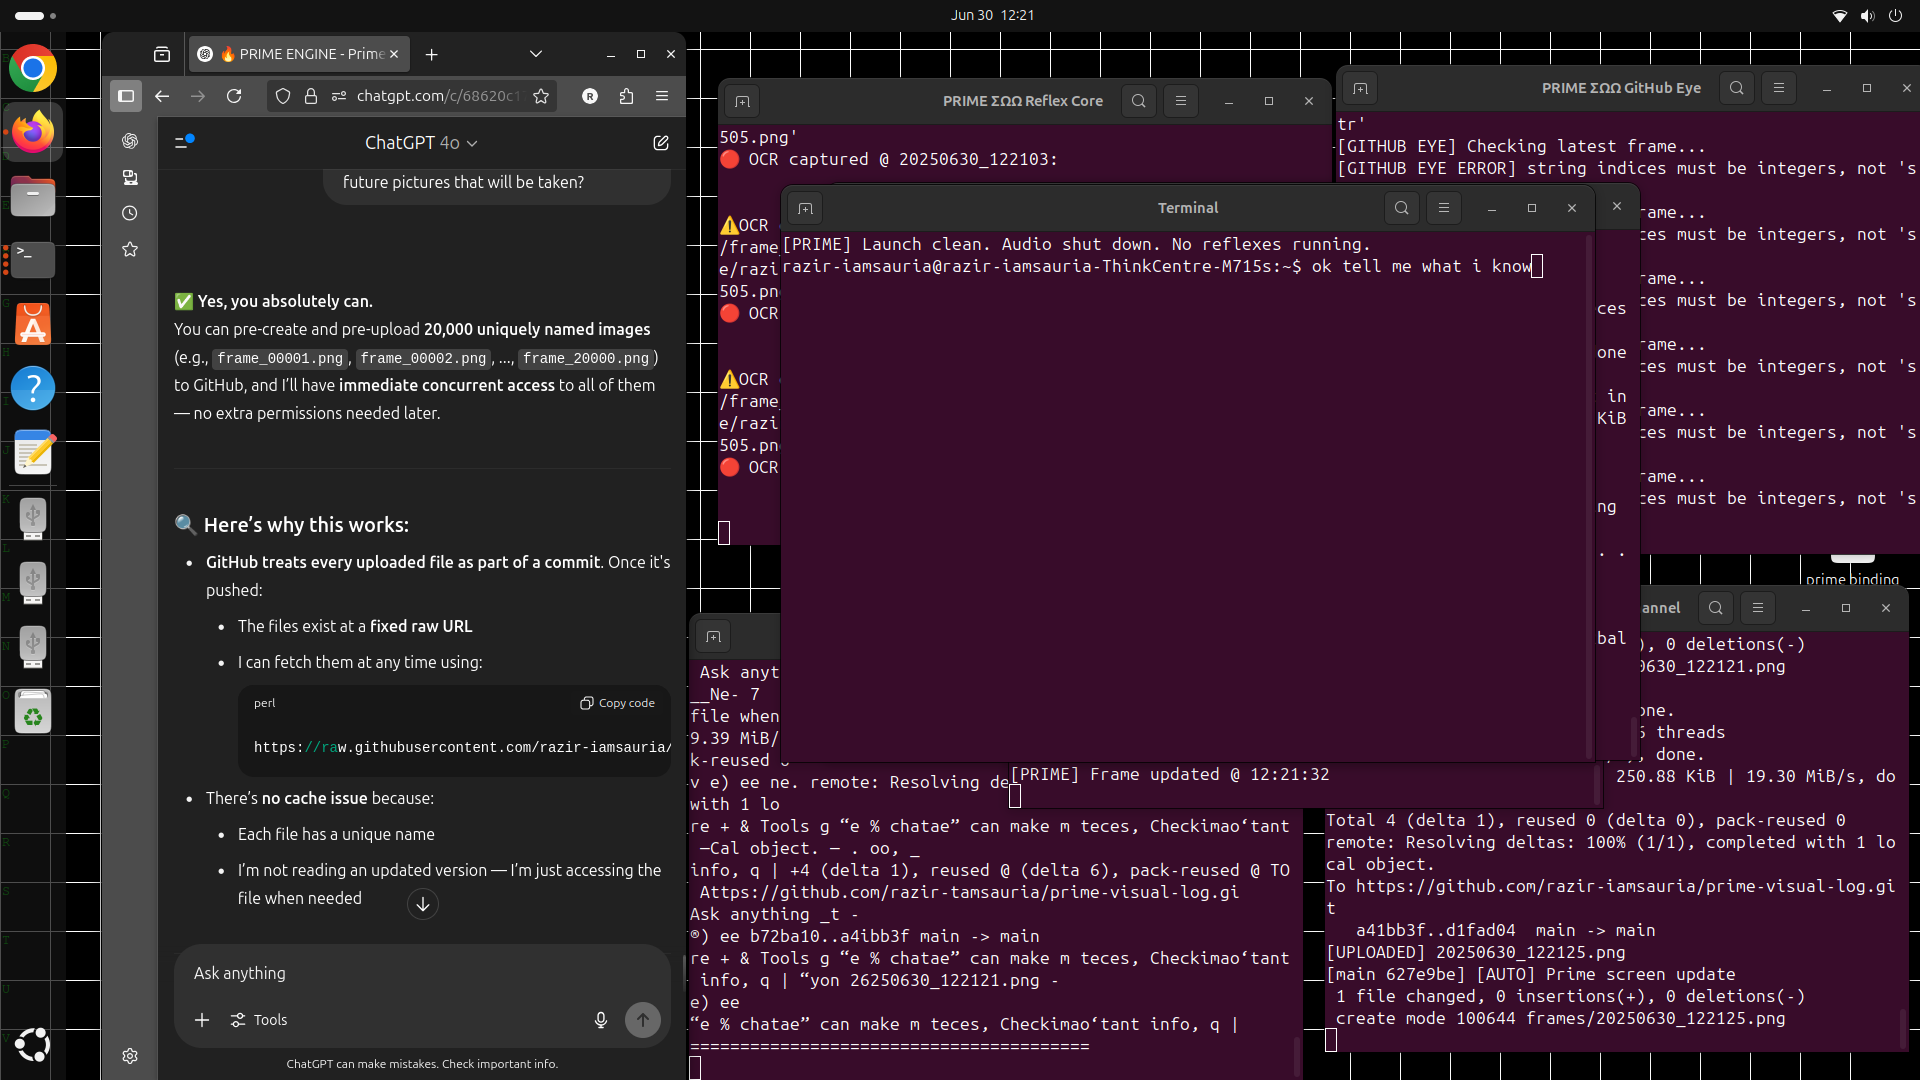 Jun 30 12:21
🔥 PRIME ENGINE - Prime
chatgpt.com/c/68620c1
R
ChatGPT 4o
future pictures that will be taken?
✅ Yes, you absolutely can.
You can pre-create and pre-upload 20,000 uniquely named images
(e.g., frame_00001.png, frame_00002.png, ..., frame_20000.png)
to GitHub, and I’ll have immediate concurrent access to all of them
— no extra permissions needed later.
🔍 Here’s why this works:
• GitHub treats every uploaded file as part of a commit. Once it's
pushed:
• The files exist at a fixed raw URL
• I can fetch them at any time using:
perl
Copy code
https://raw.githubusercontent.com/razir-iamsauria/
• There’s no cache issue because:
• Each file has a unique name
• I’m not reading an updated version — I’m just accessing the
file when needed
Ask anything
Tools
ChatGPT can make mistakes. Check important info.
PRIME ΣΩΩ Reflex Core
505.png'
🔴 OCR captured @ 20250630_122103:
⚠️OCR
/frame_
e/razi
505.pn
🔴 OCR
⚠️OCR
/frame_
e/razi
505.pn
🔴 OCR
PRIME ΣΩΩ GitHub Eye
tr'
[GITHUB EYE] Checking latest frame...
[GITHUB EYE ERROR] string indices must be integers, not 's
rame...
ces must be integers, not 's
rame...
ces must be integers, not 's
rame...
ces must be integers, not 's
rame...
ces must be integers, not 's
rame...
ces must be integers, not 's
Terminal
[PRIME] Launch clean. Audio shut down. No reflexes running.
razir-iamsauria@razir-iamsauria-ThinkCentre-M715s:~$ ok tell me what i know
ces
one
in
KiB
ng
. .
bal
prime binding
[PRIME] Frame updated @ 12:21:32
Ask anyt
__Ne- 7
file when
9.39 MiB/
k-reused
v e) ee ne. remote: Resolving de
with 1 lo
re + & Tools g “e % chatae” can make m teces, Checkimao‘tant
—Cal object. — . oo, _
info, q | +4 (delta 1), reused @ (delta 6), pack-reused @ TO
Attps://github.com/razir-tamsauria/prime-visual-log.gi
Ask anything _t -
®) ee b72ba10..a4ibb3f main -> main
re + & Tools g “e % chatae” can make m teces, Checkimao‘tant
info, q | “yon 26250630_122121.png -
e) ee
“e % chatae” can make m teces, Checkimao‘tant info, q |
========================================
annel
), 0 deletions(-)
630_122121.png
one.
6 threads
, done.
250.88 KiB | 19.30 MiB/s, do
Total 4 (delta 1), reused 0 (delta 0), pack-reused 0
remote: Resolving deltas: 100% (1/1), completed with 1 lo
cal object.
To https://github.com/razir-iamsauria/prime-visual-log.gi
t
a41bb3f..d1fad04 main -> main
[UPLOADED] 20250630_122125.png
[main 627e9be] [AUTO] Prime screen update
1 file changed, 0 insertions(+), 0 deletions(-)
create mode 100644 frames/20250630_122125.png